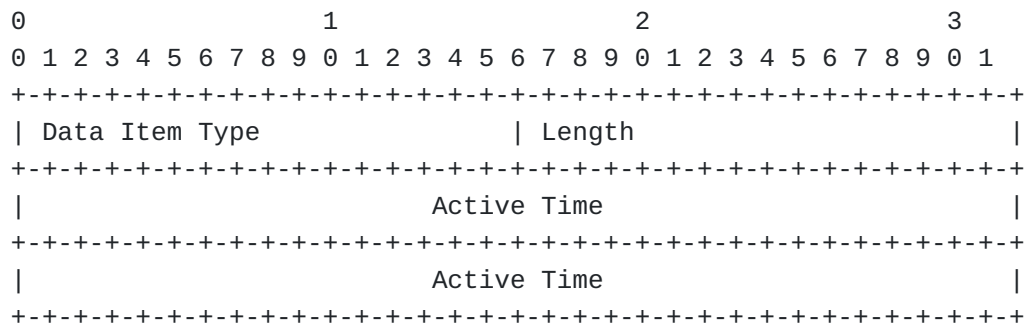 0                   1                   2                   3
0 1 2 3 4 5 6 7 8 9 0 1 2 3 4 5 6 7 8 9 0 1 2 3 4 5 6 7 8 9 0 1
+-+-+-+-+-+-+-+-+-+-+-+-+-+-+-+-+-+-+-+-+-+-+-+-+-+-+-+-+-+-+-+-+
| Data Item Type                | Length                        |
+-+-+-+-+-+-+-+-+-+-+-+-+-+-+-+-+-+-+-+-+-+-+-+-+-+-+-+-+-+-+-+-+
|                          Active Time                          |
+-+-+-+-+-+-+-+-+-+-+-+-+-+-+-+-+-+-+-+-+-+-+-+-+-+-+-+-+-+-+-+-+
|                          Active Time                          |
+-+-+-+-+-+-+-+-+-+-+-+-+-+-+-+-+-+-+-+-+-+-+-+-+-+-+-+-+-+-+-+-+